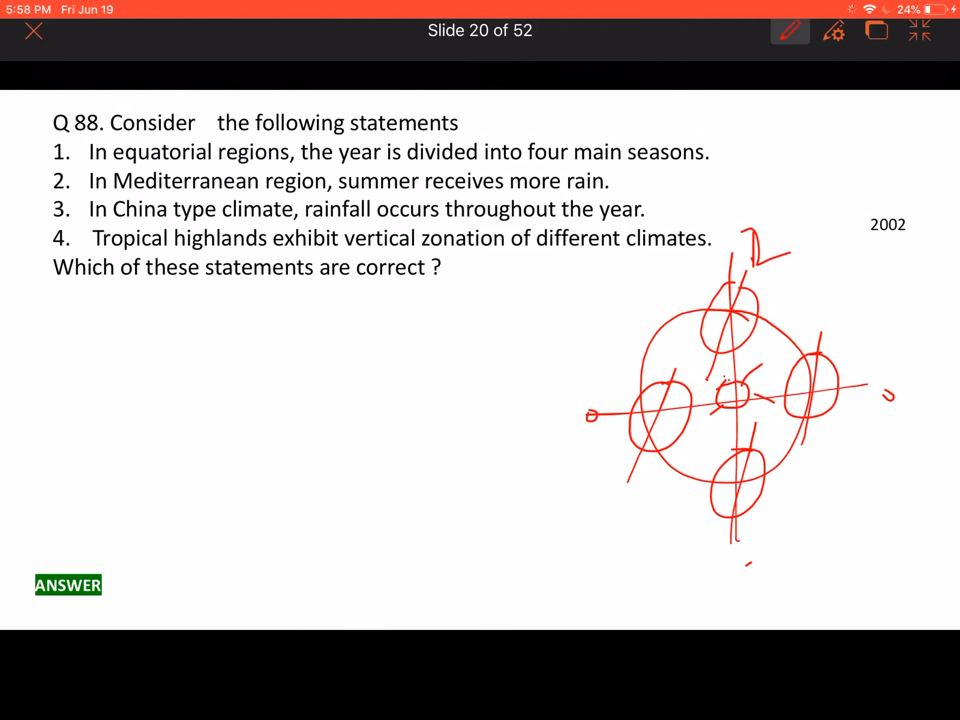 5:58 PM Fri Jun 19 24%
Slide 20 of 52
Q 88. Consider the following statements
1. In equatorial regions, the year is divided into four main seasons.
2. In Mediterranean region, summer receives more rain.
3. In China type climate, rainfall occurs throughout the year.
4. Tropical highlands exhibit vertical zonation of different climates.
2002
Which of these statements are correct ?
ANSWER